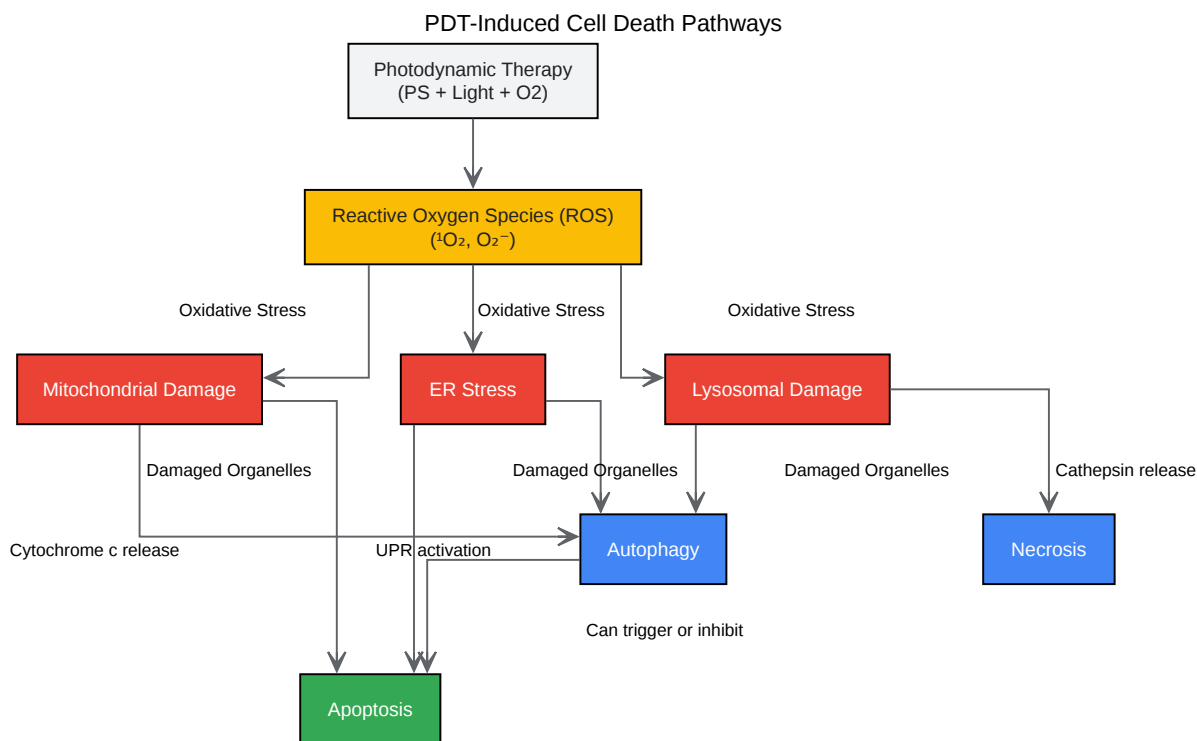 PDT-Induced Cell Death Pathways
Photodynamic Therapy
(PS + Light + O2)
Reactive Oxygen Species (ROS)
(¹O₂, O₂⁻)
Oxidative Stress
Oxidative Stress
Oxidative Stress
Mitochondrial Damage
ER Stress
Lysosomal Damage
Damaged Organelles
Damaged Organelles
Damaged Organelles
Cathepsin release
Cytochrome c release
UPR activation
Autophagy
Necrosis
Can trigger or inhibit
Apoptosis